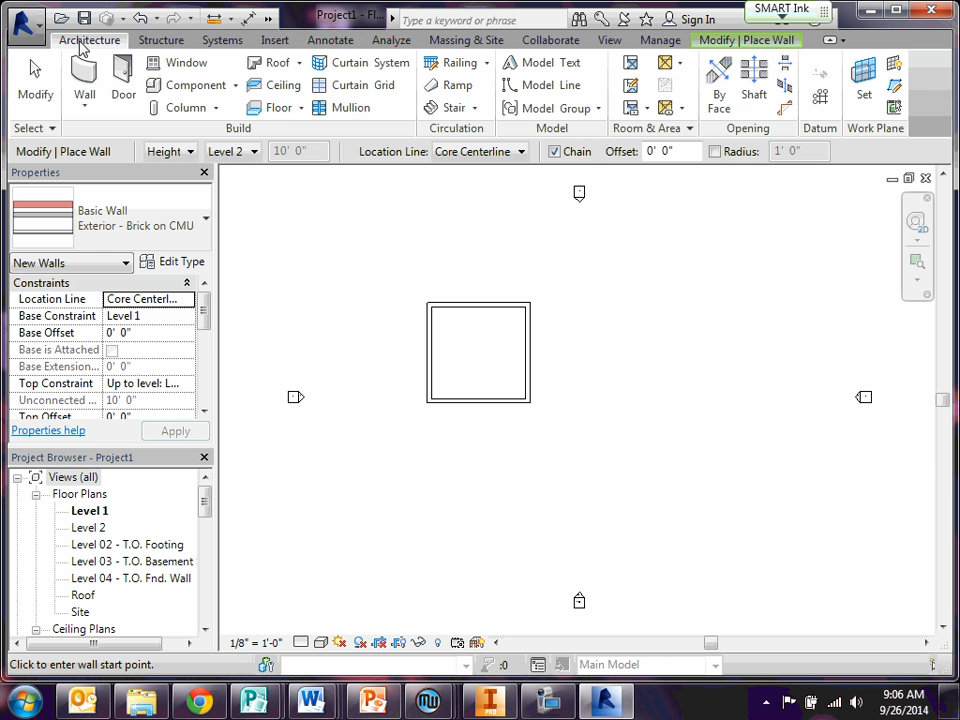 Project1 - Fl...
Type a keyword or phrase
Sign In
SMART Ink
Architecture
Structure
Systems
Insert
Annotate
Analyze
Massing & Site
Collaborate
View
Manage
Modify | Place Wall
Modify
Wall
Door
Window
Component
Column
Roof
Ceiling
Floor
Curtain System
Curtain Grid
Mullion
Railing
Ramp
Stair
Model Text
Model Line
Model Group
By Face
Shaft
Set
Select
Build
Circulation
Model
Room & Area
Opening
Datum
Work Plane
Modify | Place Wall
Height
Level 2
10' 0"
Location Line:
Core Centerline
Chain
Offset:
0' 0"
Radius:
1' 0"
Properties
Basic Wall
Exterior - Brick on CMU
New Walls
Edit Type
Constraints
Location Line Core Centerl...
Base Constraint Level 1
Base Offset 0' 0"
Base is Attached
Base Extension... 0' 0"
Top Constraint Up to level: L...
Unconnected ... 10' 0"
Top Offset 0' 0"
Properties help
Apply
Project Browser - Project1
Views (all)
Floor Plans
Level 1
Level 2
Level 02 - T.O. Footing
Level 03 - T.O. Basement
Level 04 - T.O. Fnd. Wall
Roof
Site
Ceiling Plans
2D
1/8" = 1'-0"
Click to enter wall start point.
:0
Main Model
PRO
9:06 AM
9/26/2014